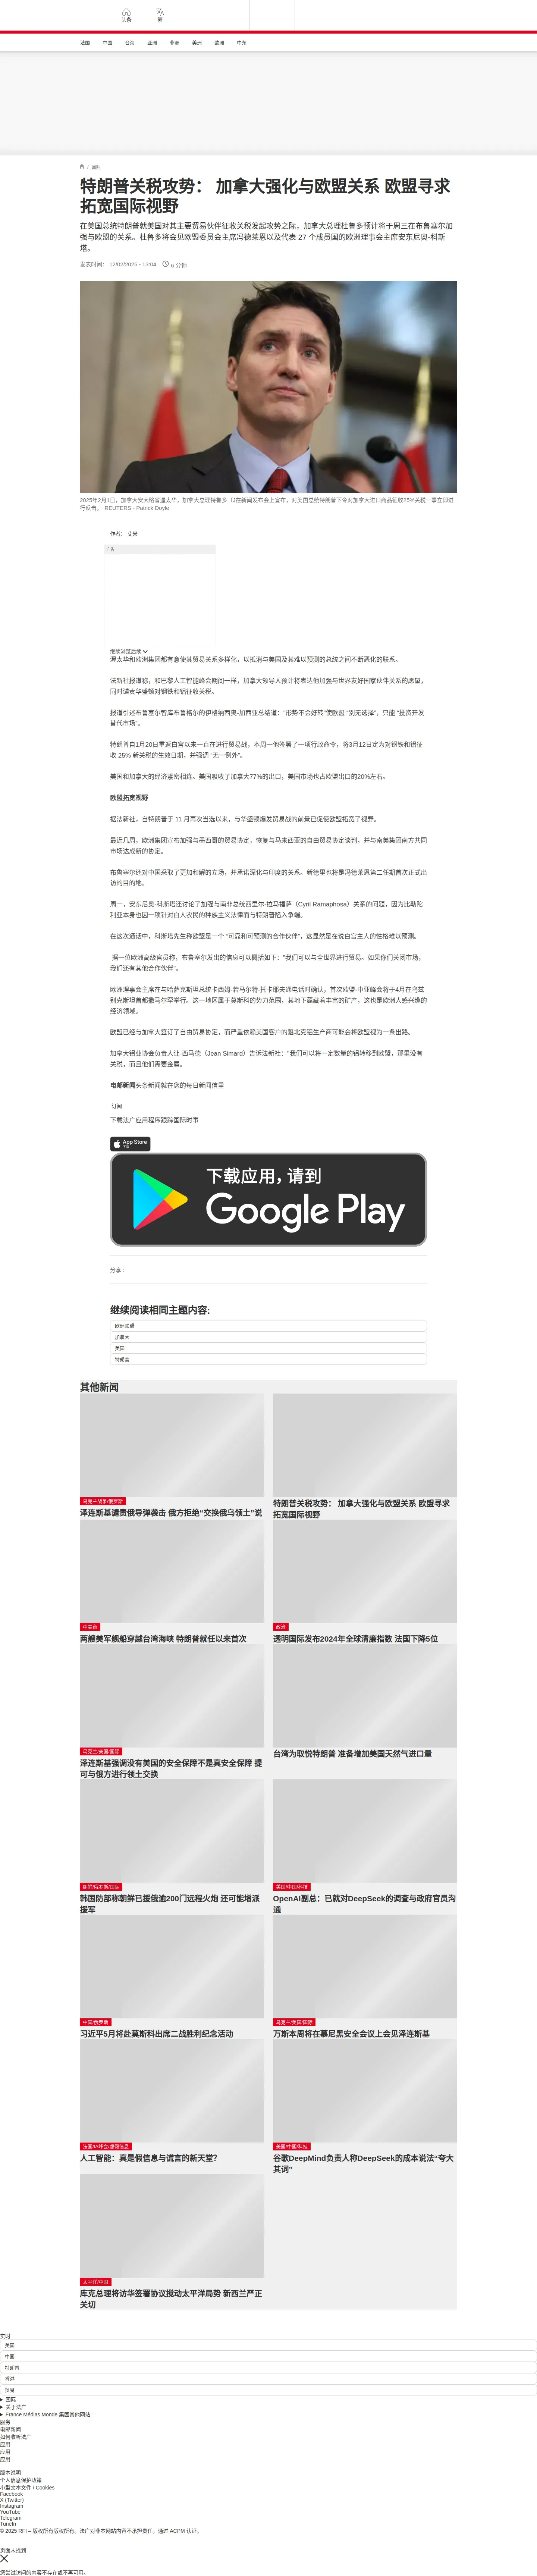 头条
繁
法国
中国
台海
亚洲
非洲
美洲
欧洲
中东
/ 国际
特朗普关税攻势： 加拿大强化与欧盟关系 欧盟寻求
拓宽国际视野
在美国总统特朗普就美国对其主要贸易伙伴征收关税发起攻势之际，加拿大总理杜鲁多预计将于周三在布鲁塞尔加
强与欧盟的关系。杜鲁多将会见欧盟委员会主席冯德莱恩以及代表 27 个成员国的欧洲理事会主席安东尼奥-科斯
塔。
发表时间： 12/02/2025 - 13:04
6 分钟
2025年2月1日，加拿大安大略省渥太华，加拿大总理特鲁多（J在新闻发布会上宣布，对美国总统特朗普下令对加拿大进口商品征收25%关税一事立即进
行反击。 REUTERS - Patrick Doyle
作者： 艾米
广告
继续浏览后续
渥太华和欧洲集团都有意使其贸易关系多样化，以抵消与美国及其难以预测的总统之间不断恶化的联系。
法新社报道称，和巴黎人工智能峰会期间一样，加拿大领导人预计将表达他加强与世界友好国家伙伴关系的愿望，
同时谴责华盛顿对钢铁和铝征收关税。
报道引述布鲁塞尔智库布鲁格尔的伊格纳西奥-加西亚总结道：“形势不会好转”使欧盟 “别无选择”，只能 “投资开发
替代市场”。
特朗普自1月20日重返白宫以来一直在进行贸易战，本周一他签署了一项行政命令，将3月12日定为对钢铁和铝征
收 25% 新关税的生效日期，并强调 “无一例外”。
美国和加拿大的经济紧密相连。美国吸收了加拿大77%的出口，美国市场也占欧盟出口的20%左右。
欧盟拓宽视野
据法新社，自特朗普于 11 月再次当选以来，与华盛顿爆发贸易战的前景已促使欧盟拓宽了视野。
最近几周，欧洲集团宣布加强与墨西哥的贸易协定，恢复与马来西亚的自由贸易协定谈判，并与南美集团南方共同
市场达成新的协定。
布鲁塞尔还对中国采取了更加和解的立场，并承诺深化与印度的关系。新德里也将是冯德莱恩第二任期首次正式出
访的目的地。
周一，安东尼奥-科斯塔还讨论了加强与南非总统西里尔-拉马福萨（Cyril Ramaphosa）关系的问题，因为比勒陀
利亚本身也因一项针对白人农民的种族主义法律而与特朗普陷入争端。
在这次通话中，科斯塔先生称欧盟是一个 “可靠和可预测的合作伙伴”，这显然是在说白宫主人的性格难以预测。
据一位欧洲高级官员称，布鲁塞尔发出的信息可以概括如下：“我们可以与全世界进行贸易。如果你们关闭市场，
我们还有其他合作伙伴”。
欧洲理事会主席在与哈萨克斯坦总统卡西姆-若马尔特-托卡耶夫通电话时确认，首次欧盟-中亚峰会将于4月在乌兹
别克斯坦首都撒马尔罕举行。这一地区属于莫斯科的势力范围，其地下蕴藏着丰富的矿产，这也是欧洲人感兴趣的
经济领域。
欧盟已经与加拿大签订了自由贸易协定，而严重依赖美国客户的魁北克铝生产商可能会将欧盟视为一条出路。
加拿大铝业协会负责人让-西马德（Jean Simard）告诉法新社：“我们可以将一定数量的铝转移到欧盟，那里没有
关税，而且他们需要金属。
电邮新闻头条新闻就在您的每日新闻信里
订阅
下载法广应用程序跟踪国际时事
App Store
下载
下载应用，请到
Google Play
分享 :
继续阅读相同主题内容:
欧洲联盟
加拿大
美国
特朗普
其他新闻
乌克兰战争/俄罗斯
泽连斯基谴责俄导弹袭击 俄方拒绝“交换俄乌领土”说
特朗普关税攻势： 加拿大强化与欧盟关系 欧盟寻求
拓宽国际视野
中美台
两艘美军舰船穿越台湾海峡 特朗普就任以来首次
政治
透明国际发布2024年全球清廉指数 法国下降5位
乌克兰/美国/国际
泽连斯基强调没有美国的安全保障不是真安全保障 提
可与俄方进行领土交换
台湾为取悦特朗普 准备增加美国天然气进口量
朝韩/俄罗斯/国际
韩国防部称朝鲜已援俄逾200门远程火炮 还可能增派
援军
美国/中国/科技
OpenAI副总：已就对DeepSeek的调查与政府官员沟
通
中国/俄罗斯
习近平5月将赴莫斯科出席二战胜利纪念活动
乌克兰/美国/国际
万斯本周将在慕尼黑安全会议上会见泽连斯基
法国/IA峰会/虚假信息
人工智能：真是假信息与谎言的新天堂？
美国/中国/科技
谷歌DeepMind负责人称DeepSeek的成本说法“夸大
其词”
太平洋/中国
库克总理将访华签署协议搅动太平洋局势 新西兰严正
关切
实时
美国
中国
特朗普
香港
贸易
国际
关于法广
France Médias Monde 集团其他网站
服务
电邮新闻
如何收听法广
应用
应用
应用
版本说明
个人信息保护政策
小型文本文件 / Cookies
Facebook
X (Twitter)
Instagram
YouTube
Telegram
TuneIn
© 2025 RFI – 版权所有版权所有。法广对非本网站内容不承担责任。通过 ACPM 认证。
页面未找到
您尝试访问的内容不存在或不再可用。